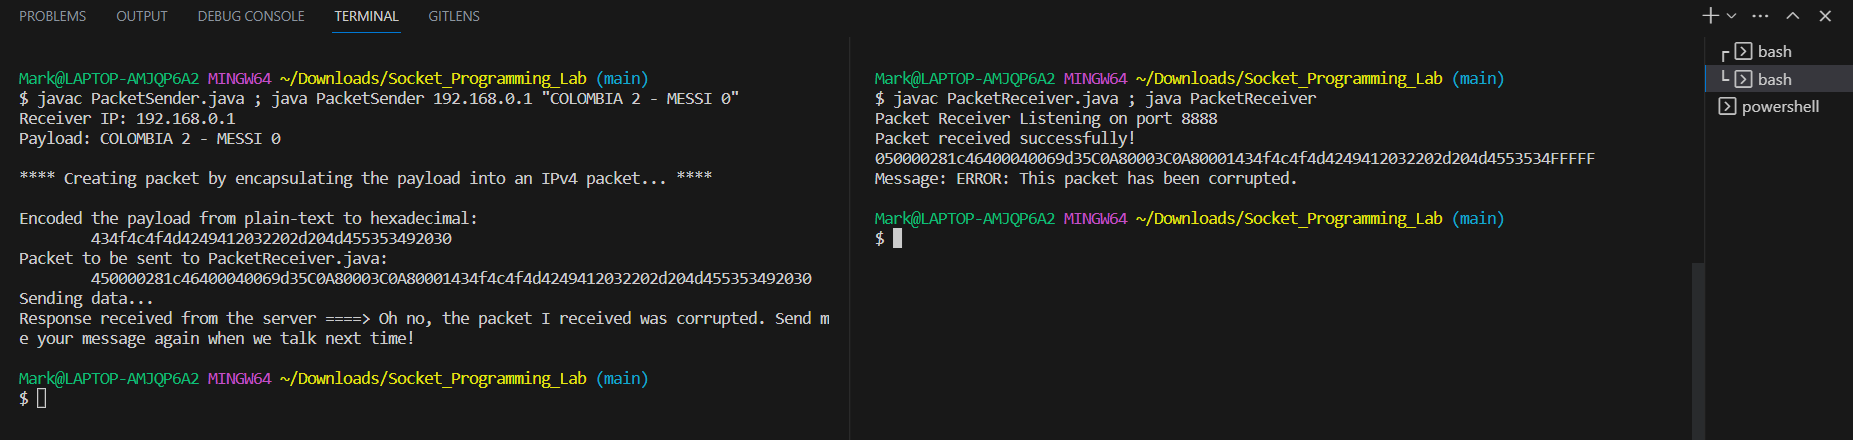 PROBLEMS OUTPUT DEBUG CONSOLE TERMINAL GITLENS
Mark@LAPTOP-AMJQP6A2 MINGW64 ~/Downloads/Socket_Programming_Lab (main)
$ javac PacketSender.java ; java PacketSender 192.168.0.1 "COLOMBIA 2 - MESSI 0"
Receiver IP: 192.168.0.1
Payload: COLOMBIA 2 - MESSI 0
**** Creating packet by encapsulating the payload into an IPv4 packet... ****
Encoded the payload from plain-text to hexadecimal:
434f4c4f4d4249412032202d204d455353492030
Packet to be sent to PacketReceiver.java:
450000281c46400040069d35C0A80003C0A80001434f4c4f4d4249412032202d204d455353492030
Sending data...
Response received from the server ====> Oh no, the packet I received was corrupted. Send m
e your message again when we talk next time!
Mark@LAPTOP-AMJQP6A2 MINGW64 ~/Downloads/Socket_Programming_Lab (main)
$
Mark@LAPTOP-AMJQP6A2 MINGW64 ~/Downloads/Socket_Programming_Lab (main)
$ javac PacketReceiver.java ; java PacketReceiver
Packet Receiver Listening on port 8888
Packet received successfully!
050000281c46400040069d35C0A80003C0A80001434f4c4f4d4249412032202d204d4553534FFFFF
Message: ERROR: This packet has been corrupted.
Mark@LAPTOP-AMJQP6A2 MINGW64 ~/Downloads/Socket_Programming_Lab (main)
$
bash
bash
powershell